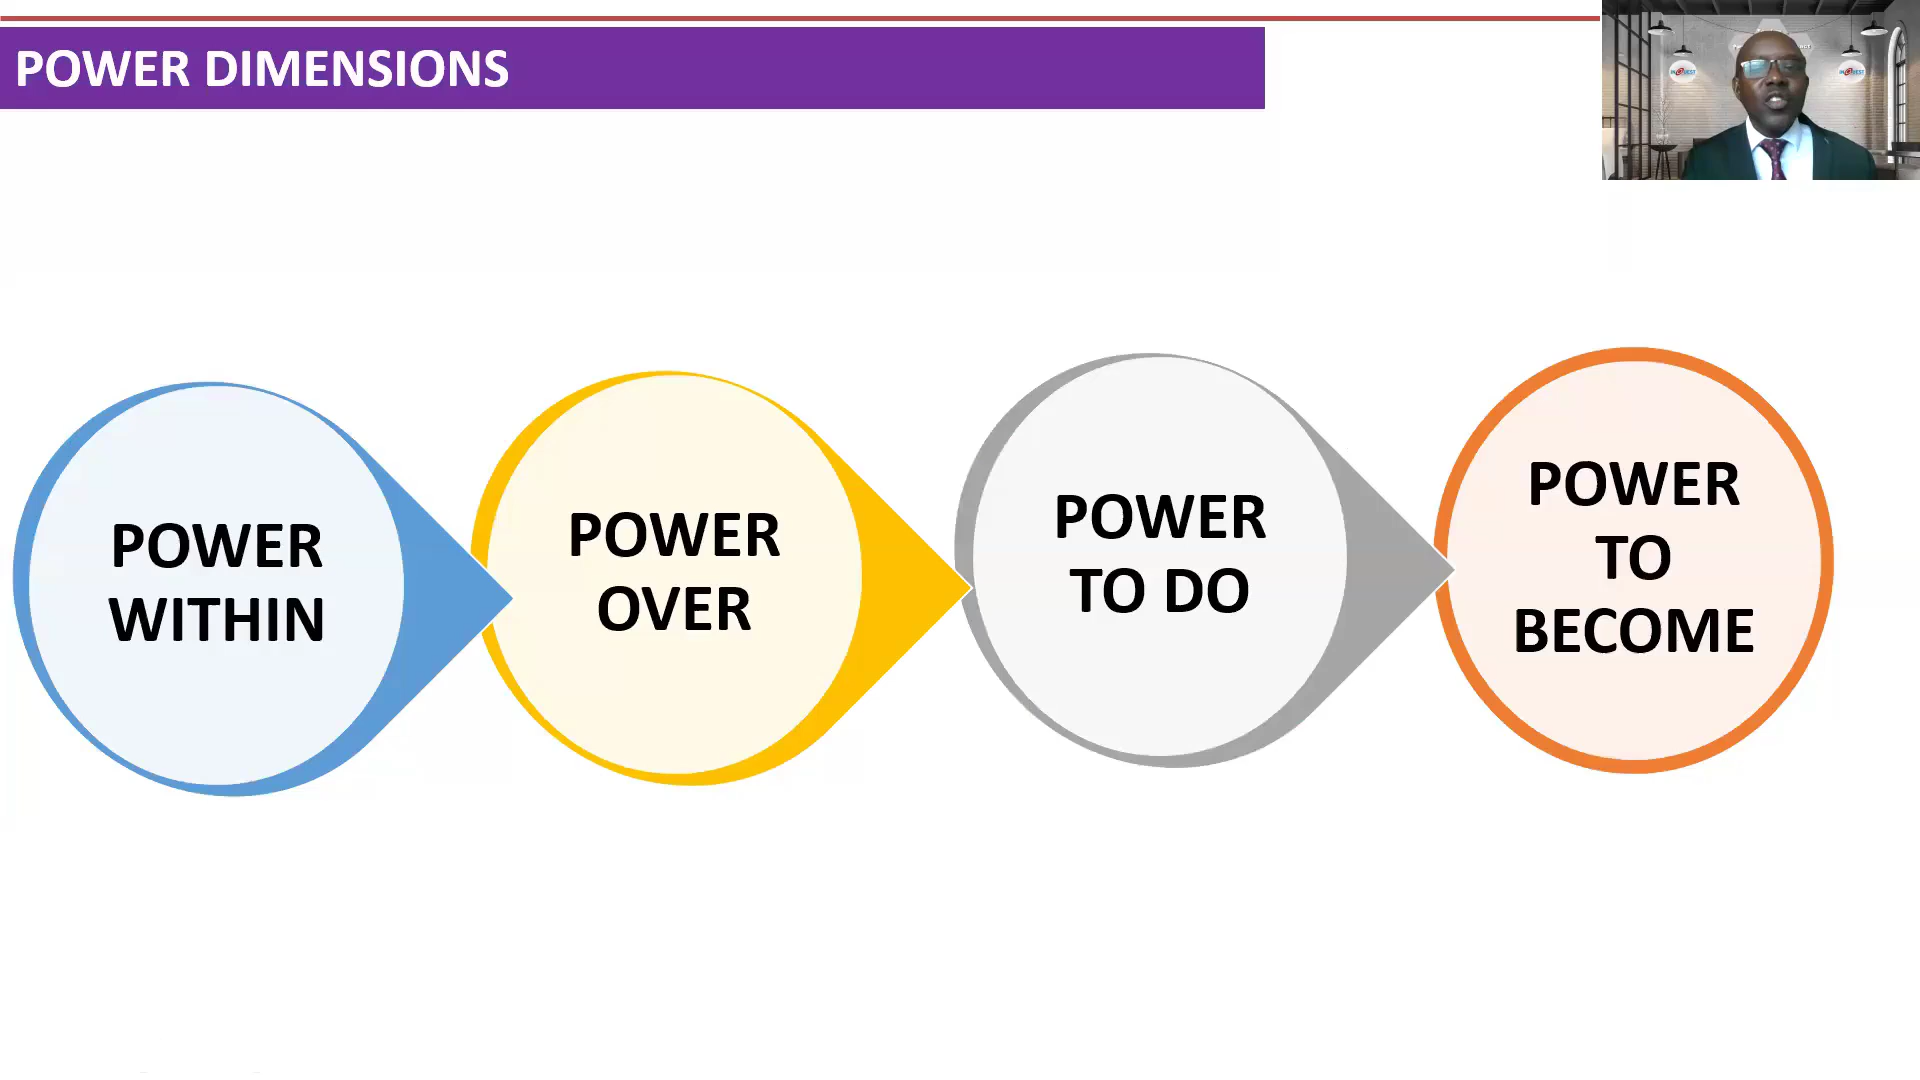 POWER DIMENSIONS
POWER
WITHIN
POWER
OVER
POWER
TO DO
POWER
TO
BECOME